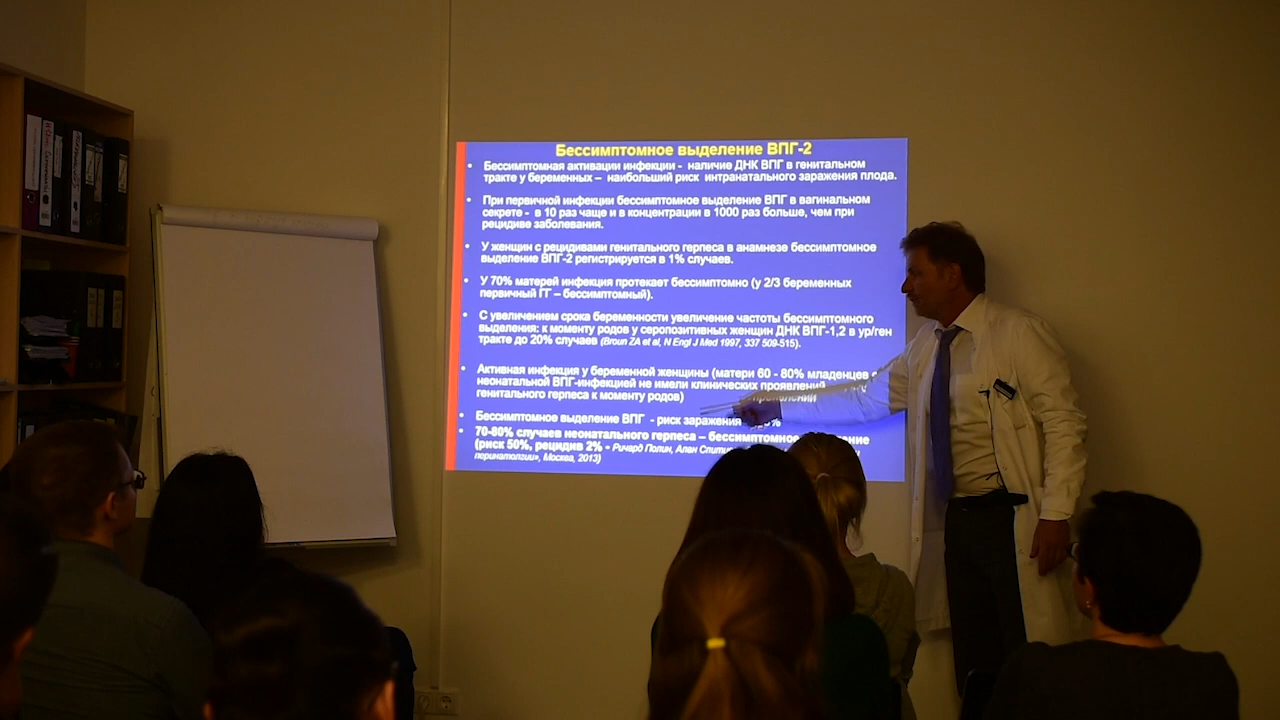 Бессимптомное выделение ВПГ-2
• Бессимптомная активации инфекции - наличие ДНК ВПГ в генитальном
тракте у беременных – наибольший риск интранатального заражения плода.
• При первичной инфекции бессимптомное выделение ВПГ в вагинальном
секрете - в 10 раз чаще и в концентрации в 1000 раз больше, чем при
рецидиве заболевания.
• У женщин с рецидивами генитального герпеса в анамнезе бессимптомное
выделение ВПГ-2 регистрируется в 1% случаев.
• У 70% матерей инфекция протекает бессимптомно (у 2/3 беременных
первичный ГГ – бессимптомный).
• С увеличением срока беременности увеличение частоты бессимптомного
выделения: к моменту родов у серопозитивных женщин ДНК ВПГ-1,2 в ур/ген
тракте до 20% случаев (Broun ZA et al, N Engl J Med 1997, 337 509-515).
• Активная инфекция у беременной женщины (матери 60 - 80% младенцев с
неонатальной ВПГ-инфекцией не имели клинических проявлений
генитального герпеса к моменту родов)
• Бессимптомное выделение ВПГ - риск заражения
• 70-80% случаев неонатального герпеса – бессимптомное
(риск 50%, рецидив 2% - Ричард Полин, Алан
перинатолгии», Москва, 2013)